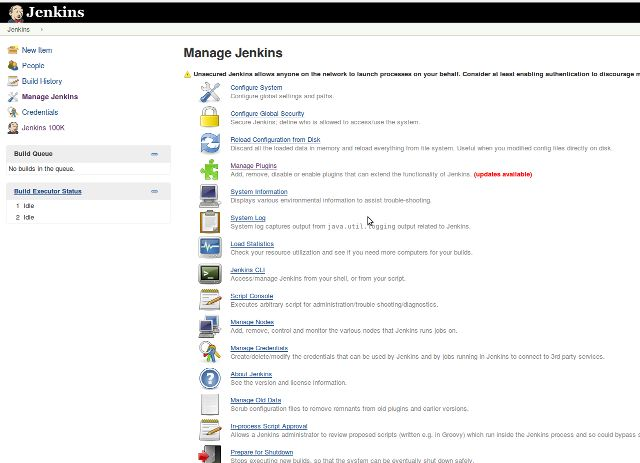 Jenkins
Jenkins
New Item
People
Build History
Manage Jenkins
Credentials
Jenkins 100K
Build Queue
No builds in the queue.
Build Executor Status
1 Idle
2 Idle
Manage Jenkins
Unsecured Jenkins allows anyone on the network to launch processes on your behalf. Consider at least enabling authentication to discourage
Configure System
Configure global settings and paths.
Configure Global Security
Secure Jenkins; define who is allowed to access/use the system.
Reload Configuration from Disk
Discard all the loaded data in memory and reload everything from file system. Useful when you modified config files directly on disk.
Manage Plugins
Add, remove, disable or enable plugins that can extend the functionality of Jenkins. (updates available)
System Information
Displays various environmental information to assist trouble-shooting.
System Log
System log captures output from java.util.logging output related to Jenkins.
Load Statistics
Check your resource utilization and see if you need more computers for your builds.
Jenkins CLI
Access/manage Jenkins from your shell, or from your script.
Script Console
Executes arbitrary script for administration/trouble-shooting/diagnostics.
Manage Nodes
Add, remove, control and monitor the various nodes that Jenkins runs jobs on.
Manage Credentials
Create/delete/modify the credentials that can be used by Jenkins and by jobs running in Jenkins to connect to 3rd party services.
About Jenkins
See the version and license information.
Manage Old Data
Scrub configuration files to remove remnants from old plugins and earlier versions.
In-process Script Approval
Allows a Jenkins administrator to review proposed scripts (written e.g. in Groovy) which run inside the Jenkins process and so could bypass
Prepare for Shutdown
Stops executing new builds, so that the system can be eventually shut down safely.